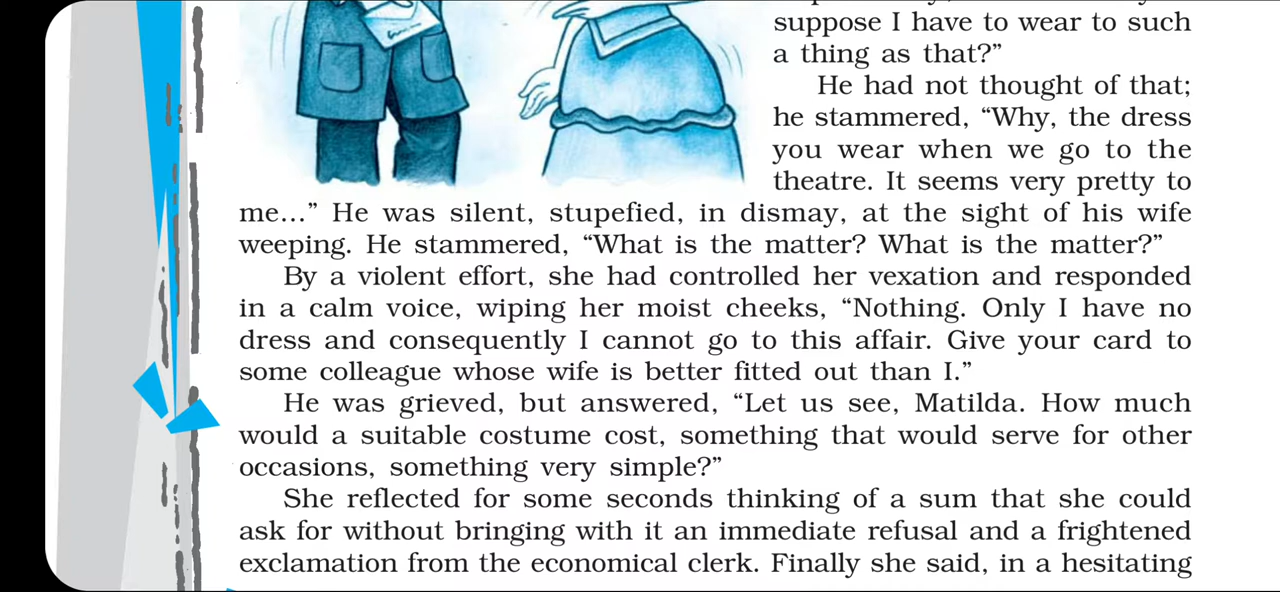 suppose I have to wear to such
a thing as that?”
He had not thought of that;
he stammered, “Why, the dress
you wear when we go to the
theatre. It seems very pretty to
me...” He was silent, stupefied, in dismay, at the sight of his wife
weeping. He stammered, “What is the matter? What is the matter?”
By a violent effort, she had controlled her vexation and responded
in a calm voice, wiping her moist cheeks, “Nothing. Only I have no
dress and consequently I cannot go to this affair. Give your card to
some colleague whose wife is better fitted out than I.”
He was grieved, but answered, “Let us see, Matilda. How much
would a suitable costume cost, something that would serve for other
occasions, something very simple?”
She reflected for some seconds thinking of a sum that she could
ask for without bringing with it an immediate refusal and a frightened
exclamation from the economical clerk. Finally she said, in a hesitating